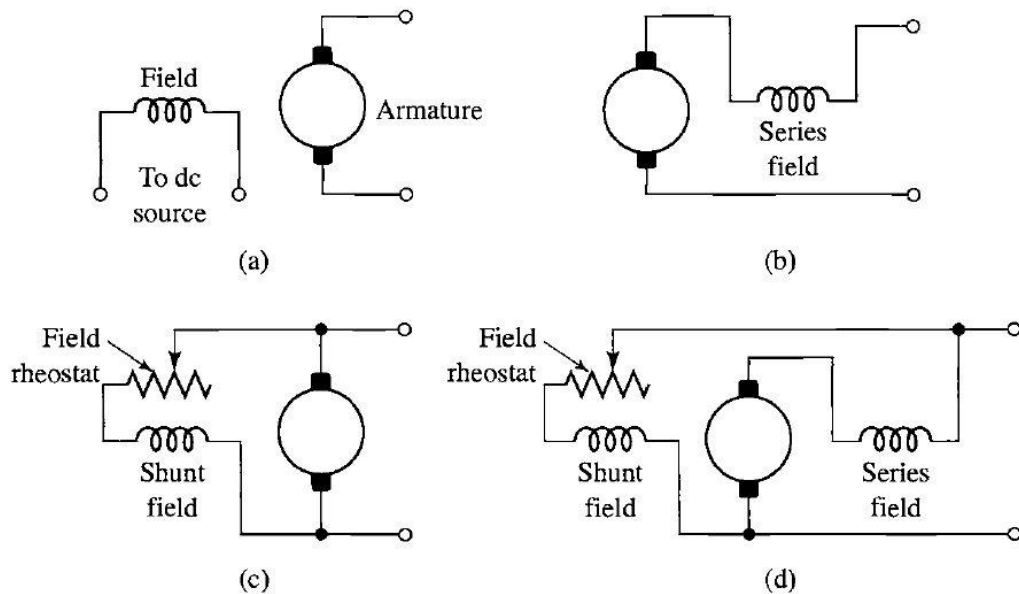 Field
To dc
source
Armature
(a)
Series
field
(b)
Field
rheostat
Shunt
field
(c)
Field
rheostat
Shunt
field
Series
field
(d)